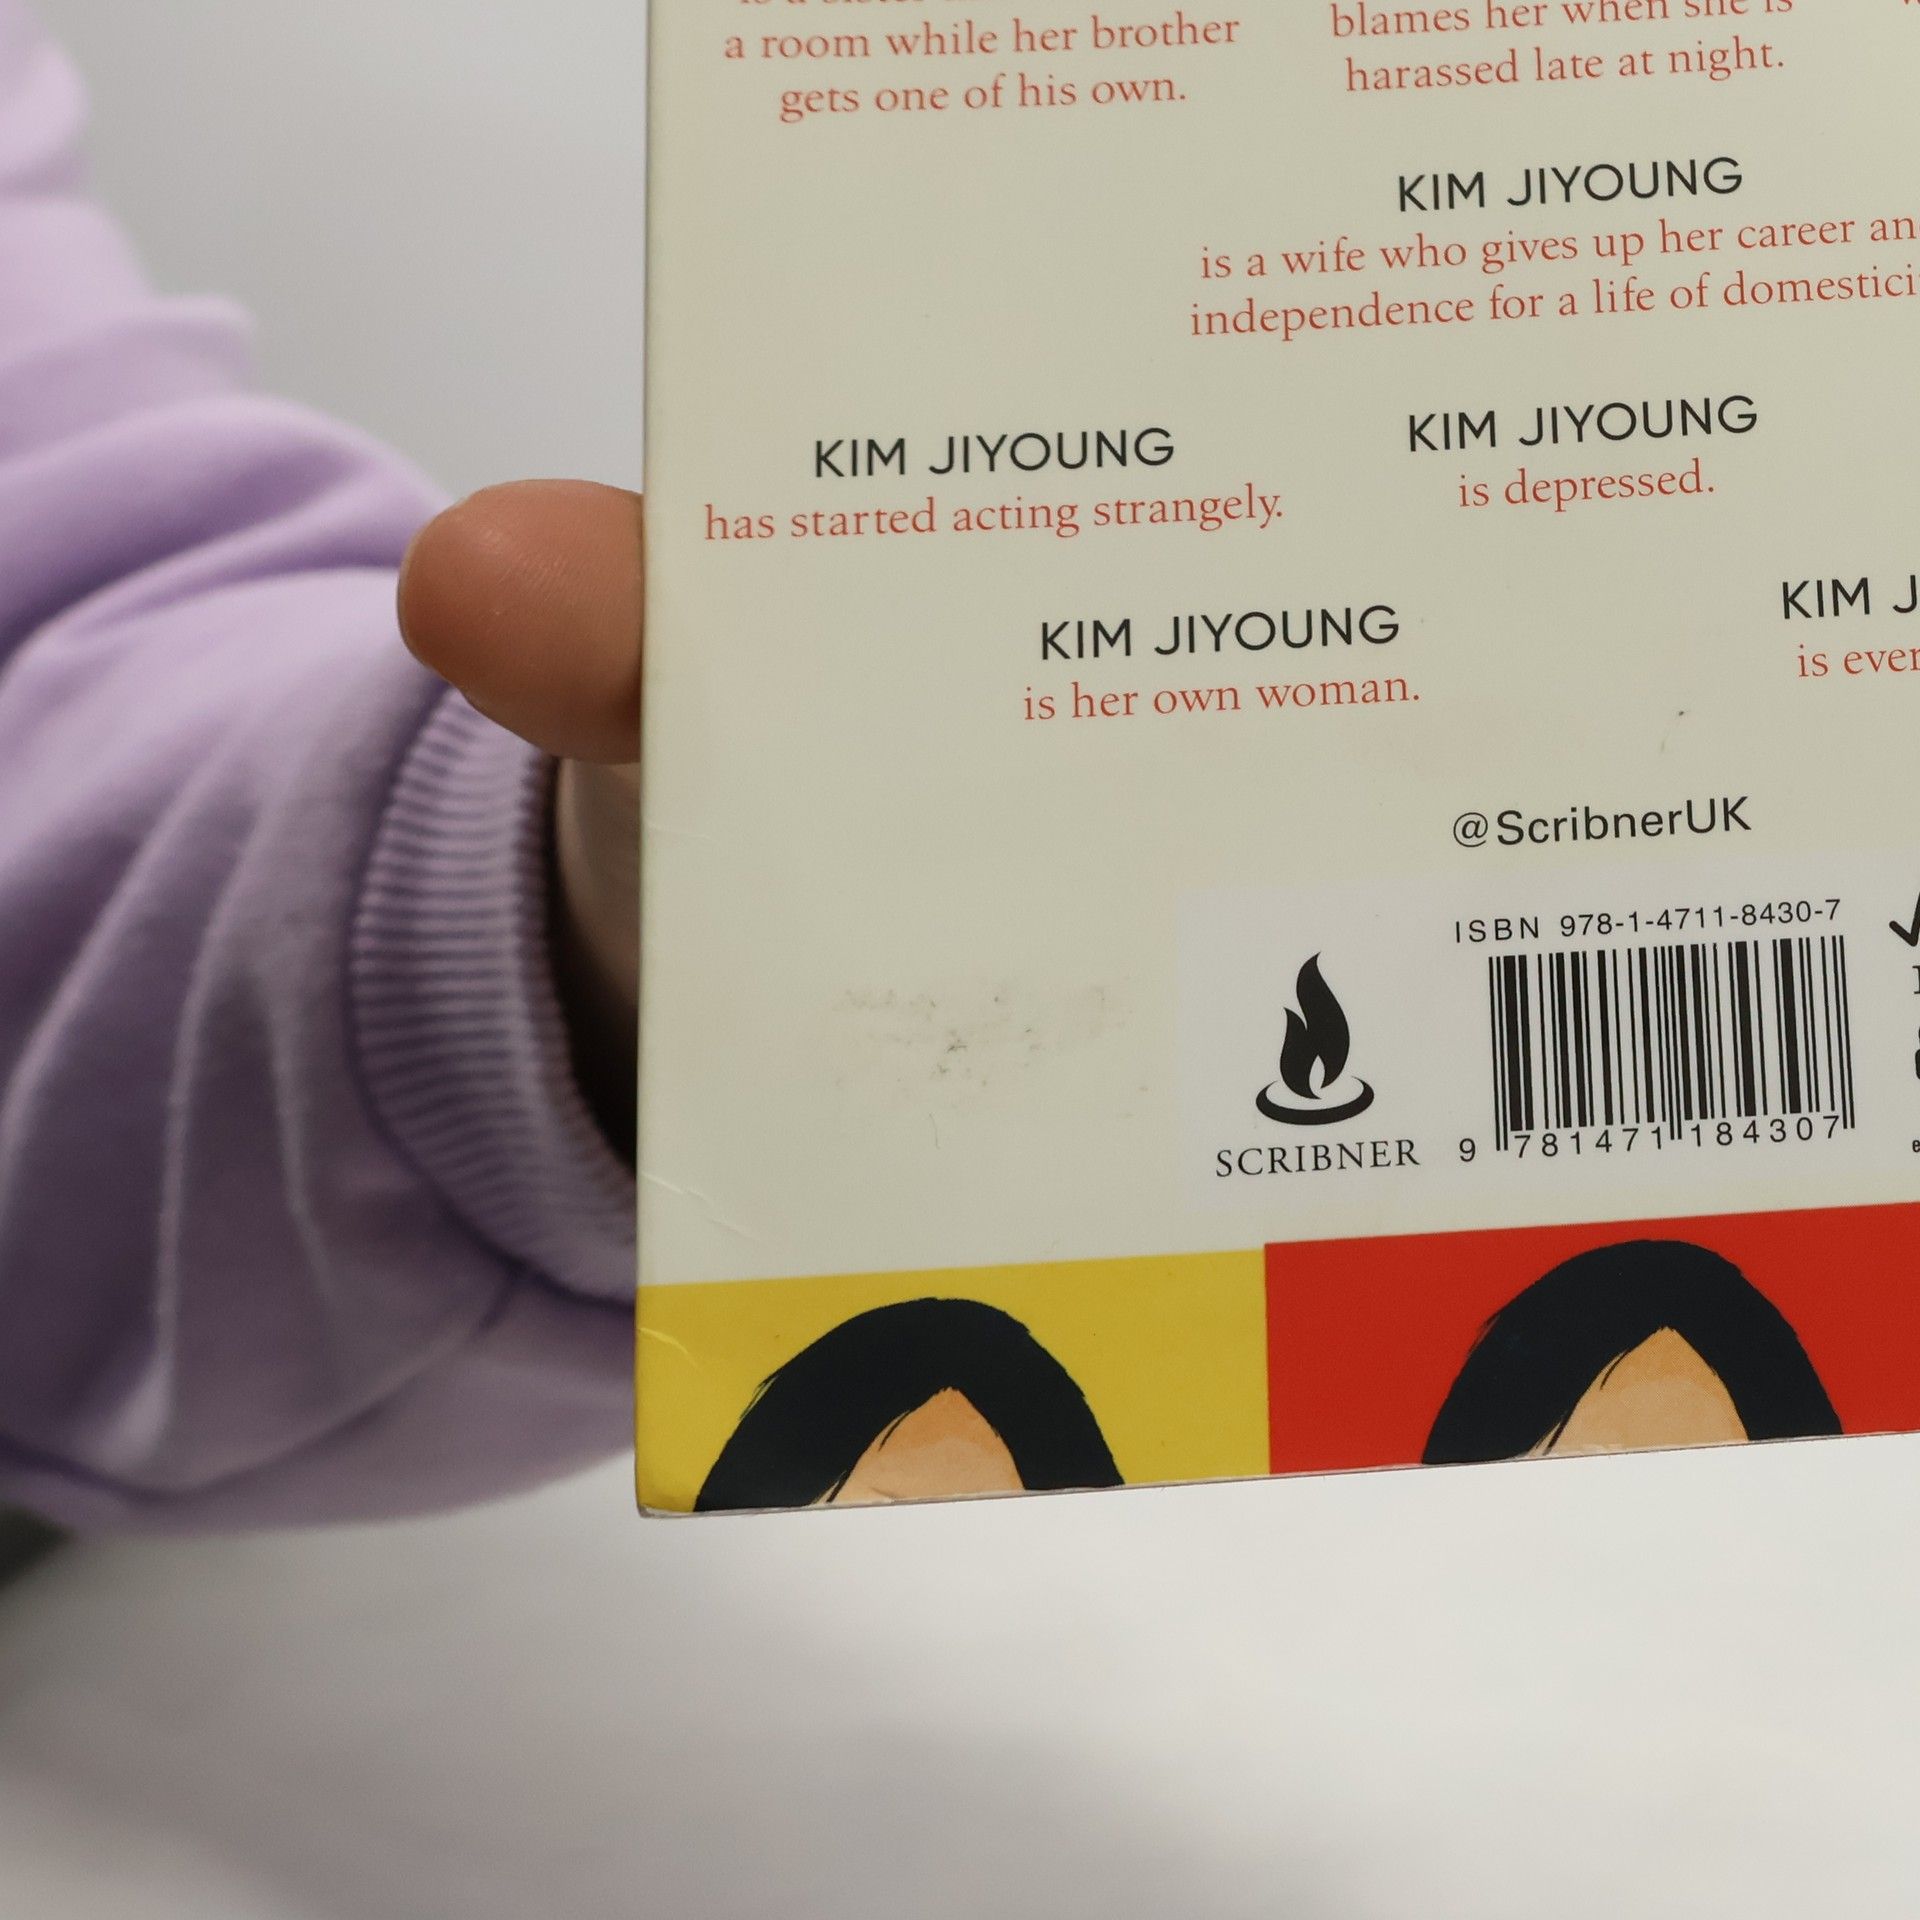 a room while her brother
gets one of his own.
blames her when she is
harassed late at night.
KIM JIYOUNG
is a wife who gives up her career
independence for a life of
KIM JIYOUNG
has started acting strangely.
KIM JIYOUNG
is depressed.
KIM JIYOUNG
is her own woman.
KIM
is
@ScribnerUK
ISBN 978-1-4711-8430-7
SCRIBNER
9 781471 184307